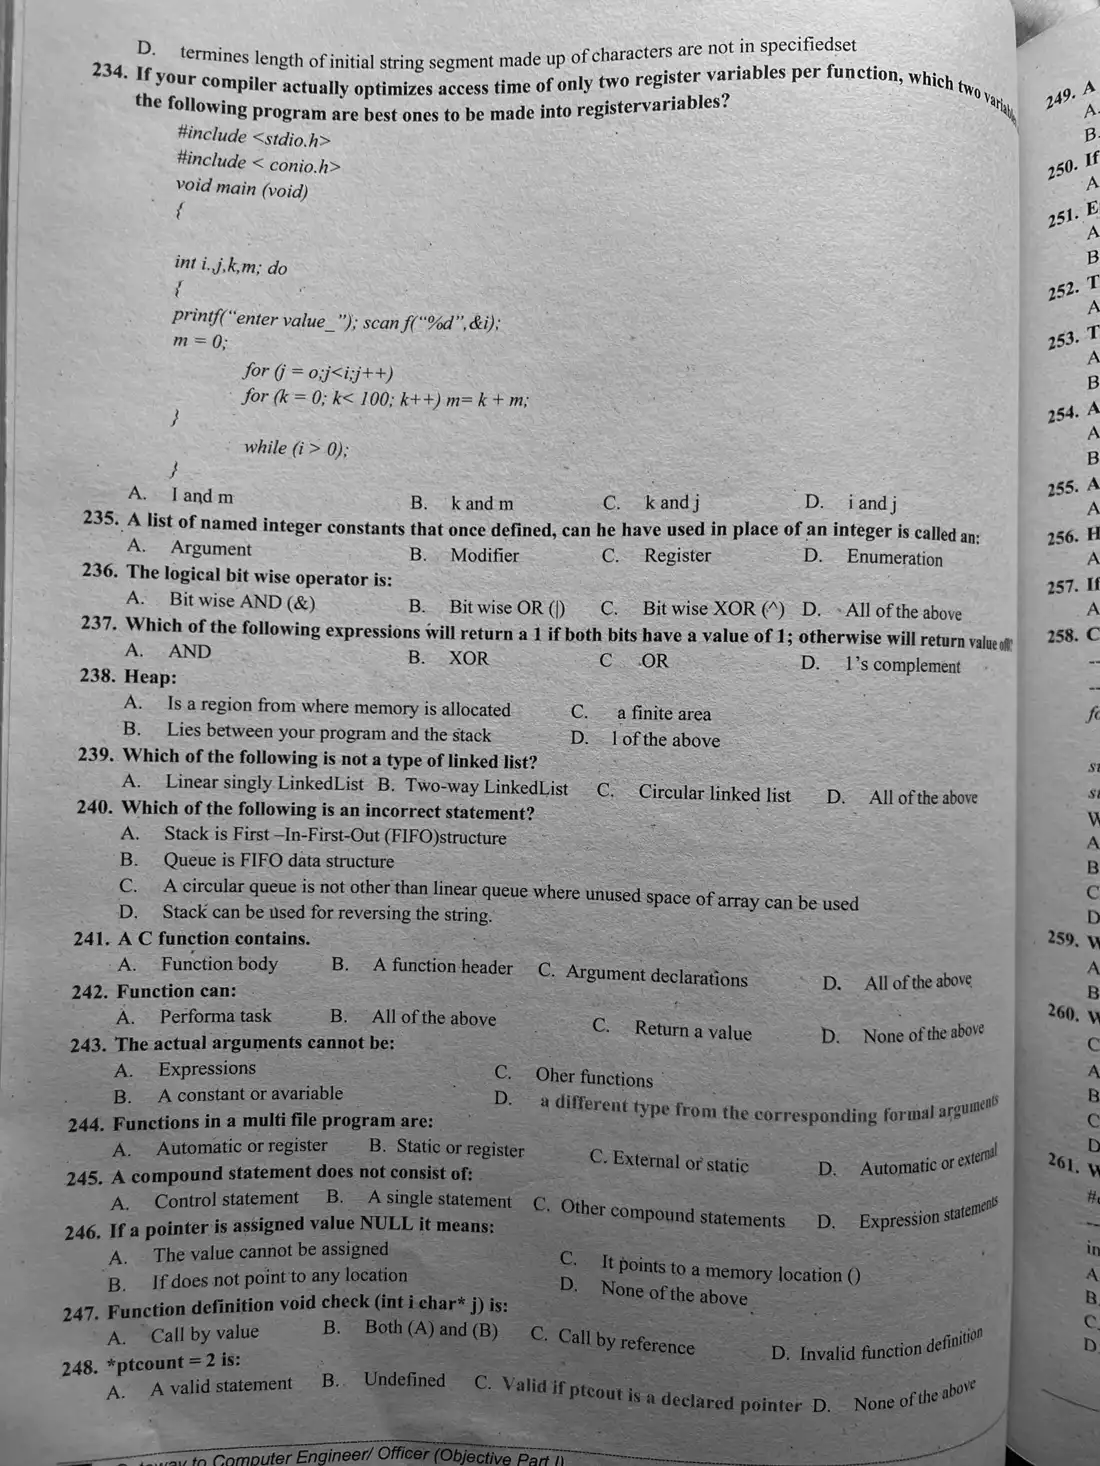 D. termines length of initial string segment made up of characters are not in specifiedset
234. If your compiler actually optimizes access time of only two register variables per function, which two variables
the following program are best ones to be made into registervariables?
#include <stdio.h>
#include < conio.h>
void main (void)
{
int i,.j,k,m; do
{
printf("enter value_"); scan f("%d",&i);
m = 0;
for (j = o;j<i;j++)
for (k = 0; k< 100; k++) m= k + m;
}
while (i > 0);
}
A. I and m B. k and m C. k and j D. i and j
235. A list of named integer constants that once defined, can he have used in place of an integer is called an:
A. Argument B. Modifier C. Register D. Enumeration
236. The logical bit wise operator is:
A. Bit wise AND (&) B. Bit wise OR (|) C. Bit wise XOR (^) D. All of the above
237. Which of the following expressions will return a 1 if both bits have a value of 1; otherwise will return value
A. AND B. XOR C OR D. 1's complement
238. Heap:
A. Is a region from where memory is allocated C. a finite area
B. Lies between your program and the stack D. l of the above
239. Which of the following is not a type of linked list?
A. Linear singly LinkedList B. Two-way LinkedList C. Circular linked list D. All of the above
240. Which of the following is an incorrect statement?
A. Stack is First –In-First-Out (FIFO)structure
B. Queue is FIFO data structure
C. A circular queue is not other than linear queue where unused space of array can be used
D. Stack can be used for reversing the string.
241. A C function contains.
A. Function body B. A function header C. Argument declarations D. All of the above
242. Function can:
A. Performa task B. All of the above C. Return a value D. None of the above
243. The actual arguments cannot be:
A. Expressions C. Oher functions
B. A constant or avariable D. a different type from the corresponding formal arguments
244. Functions in a multi file program are:
A. Automatic or register B. Static or register C. External or static D. Automatic or external
245. A compound statement does not consist of:
A. Control statement B. A single statement C. Other compound statements D. Expression statements
246. If a pointer is assigned value NULL it means:
A. The value cannot be assigned C. It points to a memory location ()
B. If does not point to any location D. None of the above
247. Function definition void check (int i char* j) is:
A. Call by value B. Both (A) and (B) C. Call by reference D. Invalid function definition
248. *ptcount = 2 is:
A. A valid statement B. Undefined C. Valid if ptcout is a declared pointer D. None of the above
to Computer Engineer/ Officer (Objective Part I)
249. A
A.
B.
250. If
A
251. E
A
B
252. T
A
253. T
A
B
254. A
A
B
255. A
A
256. H
A
257. If
A
258. C
W
A
B
C
D
259. W
A
B
260. W
C
A
B
C
D
261. W
in
A
B.
C.
D.